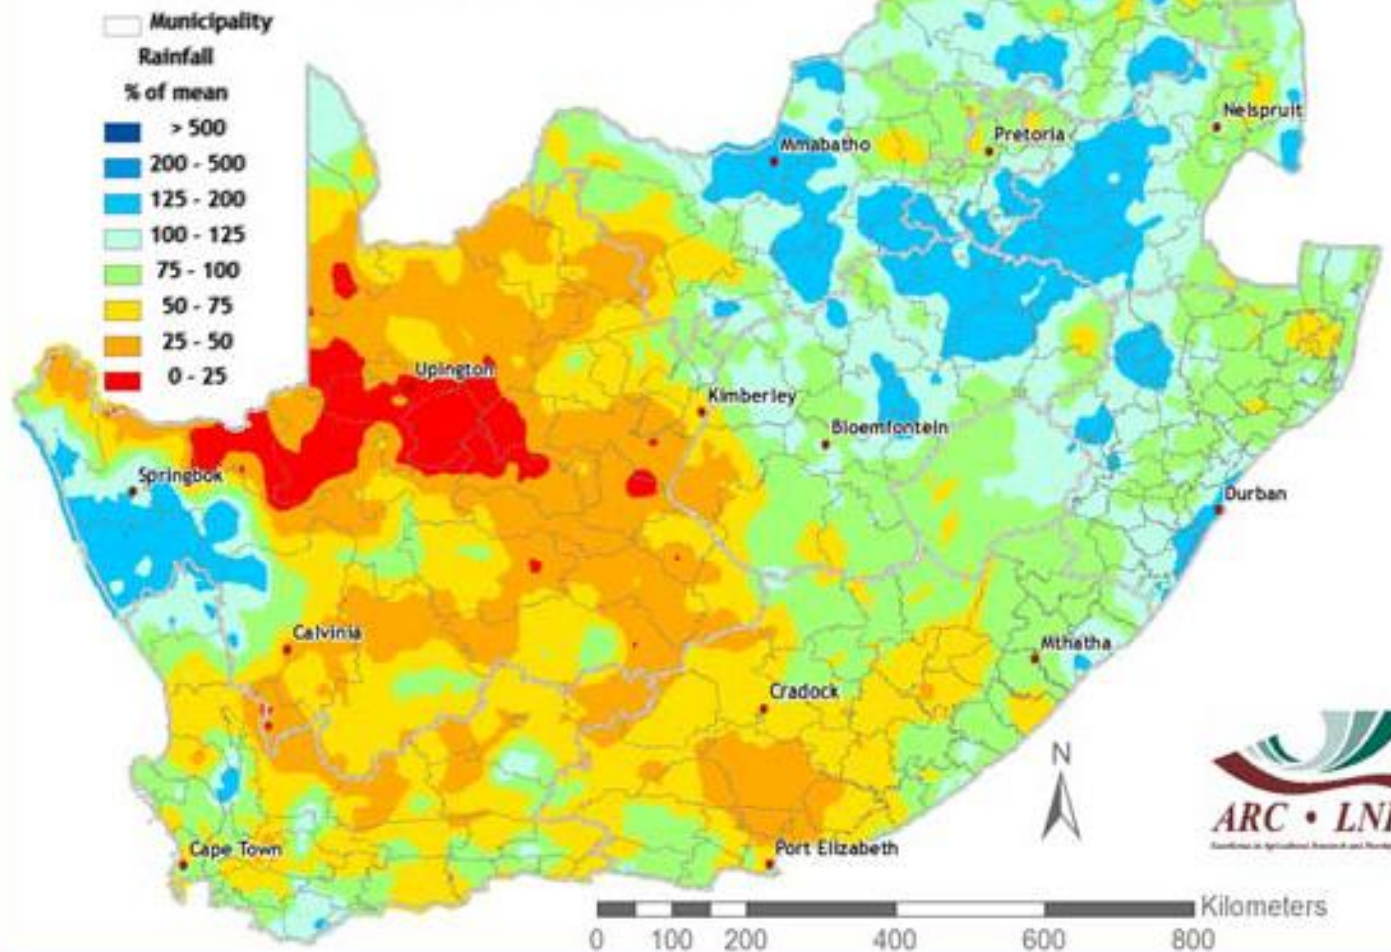 Municipality
Rainfall
% of mean
> 500
200 - 500
125 - 200
100 - 125
75 - 100
50 - 75
25 - 50
0 - 25
Nelspruit
Pretoria
Mmabatho
Upington
Kimberley
Bloemfontein
Springbok
Durban
Calvinia
Mthatha
Cradock
N
ARC •
Cape Town
Port Elizabeth
Kilometers
0 100 200 400 600 800